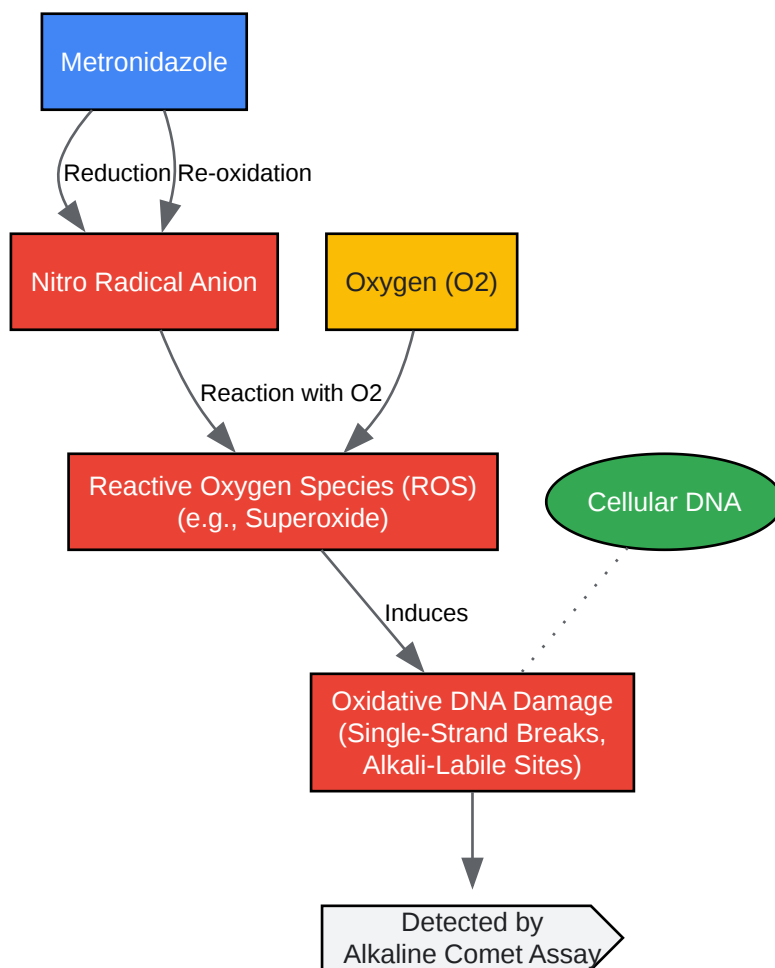 Metronidazole
Reduction
Re-oxidation
Nitro Radical Anion
Oxygen (O2)
Reaction with O2
Reactive Oxygen Species (ROS)
(e.g., Superoxide)
Cellular DNA
Induces
Oxidative DNA Damage
(Single-Strand Breaks,
Alkali-Labile Sites)
Detected by
Alkaline Comet Assay